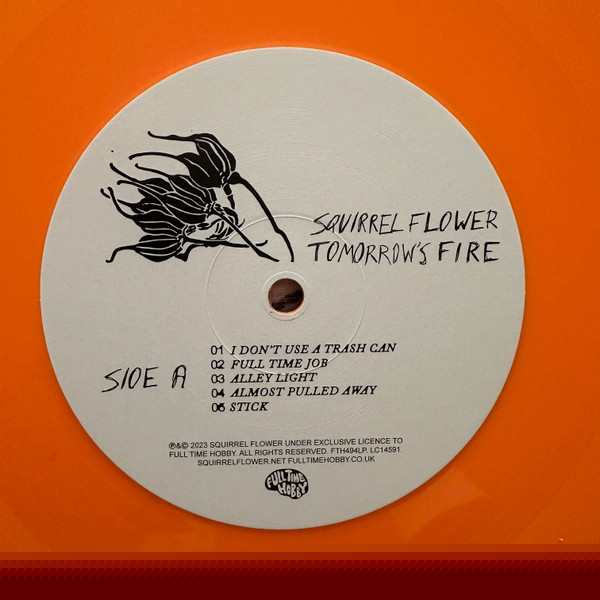 SQUIRREL FLOWER
TOMORROW'S FIRE
SIDE A
01 I DON'T USE A TRASH CAN
02 FULL TIME JOB
03 ALLEY LIGHT
04 ALMOST PULLED AWAY
05 STICK
℗&© 2023 SQUIRREL FLOWER UNDER EXCLUSIVE LICENCE TO
FULL TIME HOBBY. ALL RIGHTS RESERVED. FTH494LP. LC14591
SQUIRRELFLOWER.NET FULLTIMEHOBBY.CO.UK
FULL TIME
HOBBY